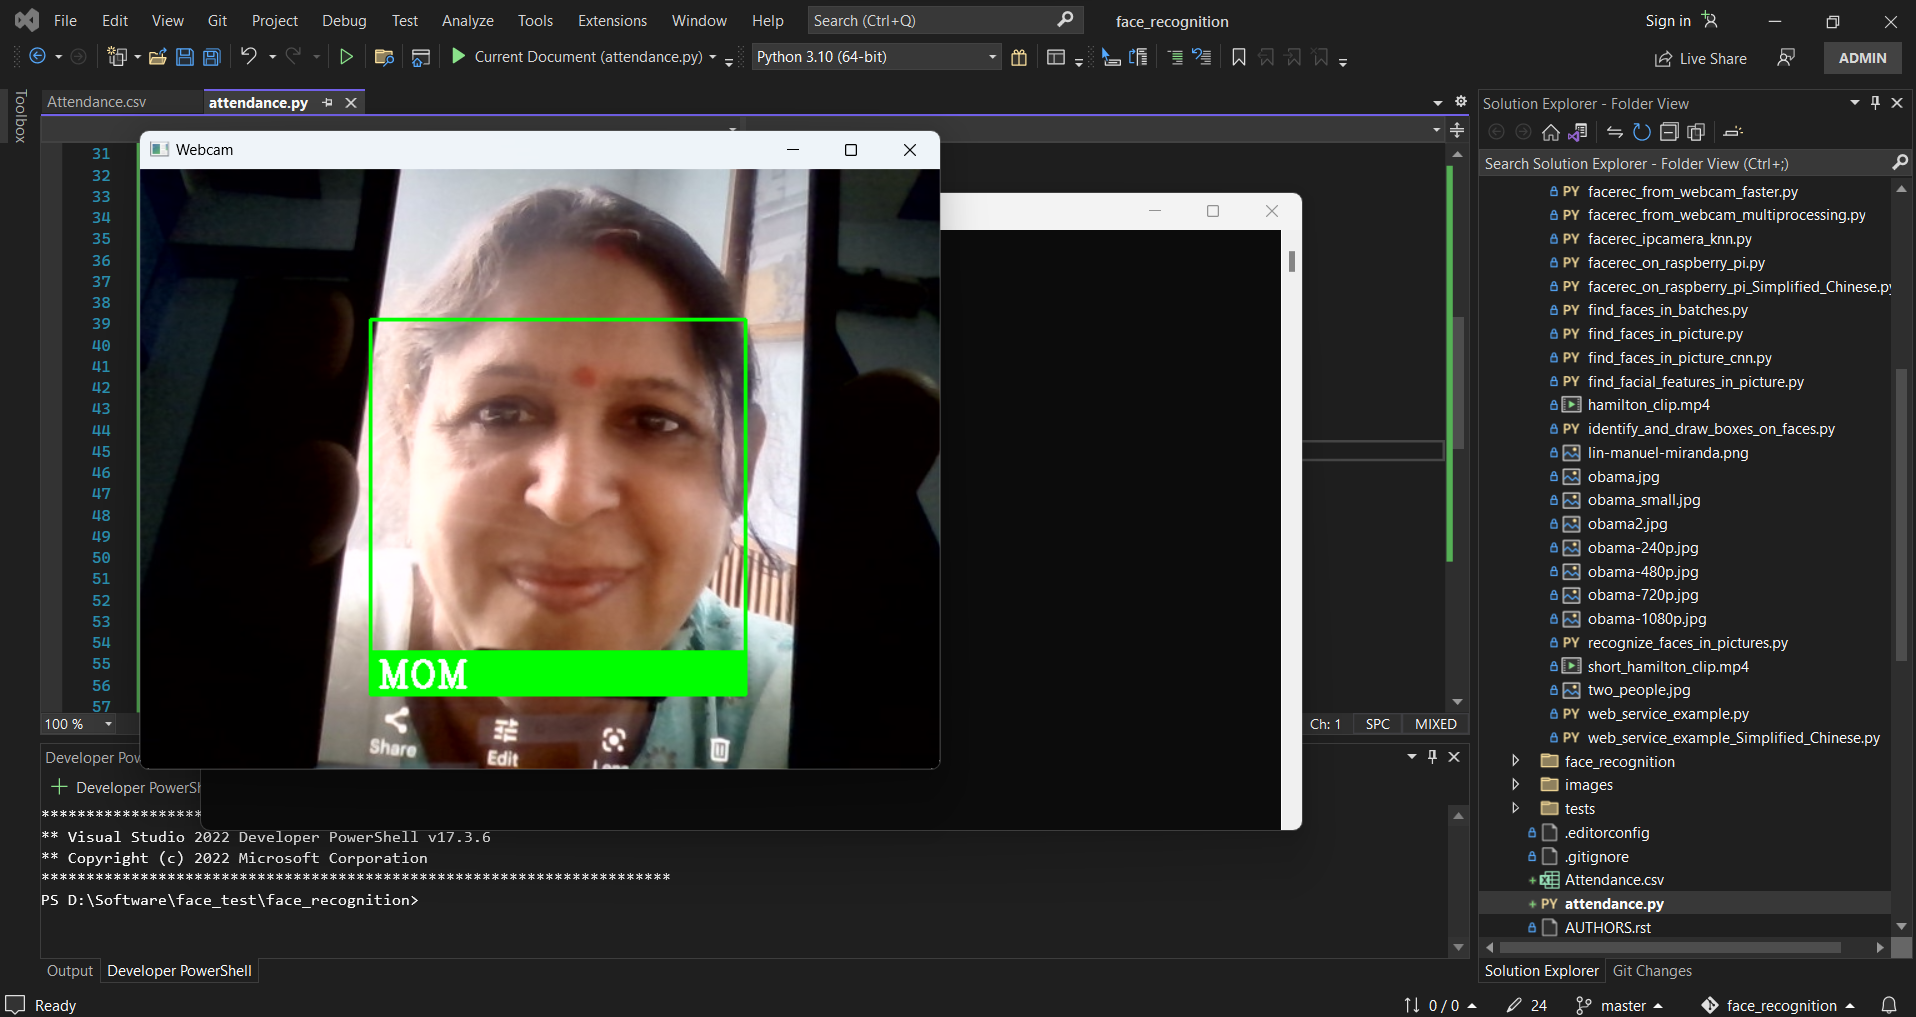 File Edit View Git Project Debug Test Analyze Tools Extensions Window Help Search (Ctrl+Q) face_recognition Sign in
Current Document (attendance.py) Python 3.10 (64-bit) Live Share ADMIN
Toolbox
Attendance.csv attendance.py
31
32
33
34
35
36
37
38
39
40
41
42
43
44
45
46
47
48
49
50
51
52
53
54
55
56
57
100 %
Webcam
MOM
Share
Edit
Ch: 1 SPC MIXED
Developer Pow
Developer PowerSh
**********************
** Visual Studio 2022 Developer PowerShell v17.3.6
** Copyright (c) 2022 Microsoft Corporation
**********************************************************************
PS D:\Software\face_test\face_recognition>
Output Developer PowerShell
Solution Explorer - Folder View
Search Solution Explorer - Folder View (Ctrl+;)
PY facerec_from_webcam_faster.py
PY facerec_from_webcam_multiprocessing.py
PY facerec_ipcamera_knn.py
PY facerec_on_raspberry_pi.py
PY facerec_on_raspberry_pi_Simplified_Chinese.py
PY find_faces_in_batches.py
PY find_faces_in_picture.py
PY find_faces_in_picture_cnn.py
PY find_facial_features_in_picture.py
hamilton_clip.mp4
PY identify_and_draw_boxes_on_faces.py
lin-manuel-miranda.png
obama.jpg
obama_small.jpg
obama2.jpg
obama-240p.jpg
obama-480p.jpg
obama-720p.jpg
obama-1080p.jpg
PY recognize_faces_in_pictures.py
short_hamilton_clip.mp4
two_people.jpg
PY web_service_example.py
PY web_service_example_Simplified_Chinese.py
face_recognition
images
tests
.editorconfig
.gitignore
Attendance.csv
PY attendance.py
AUTHORS.rst
Solution Explorer Git Changes
Ready 0 / 0 24 master face_recognition